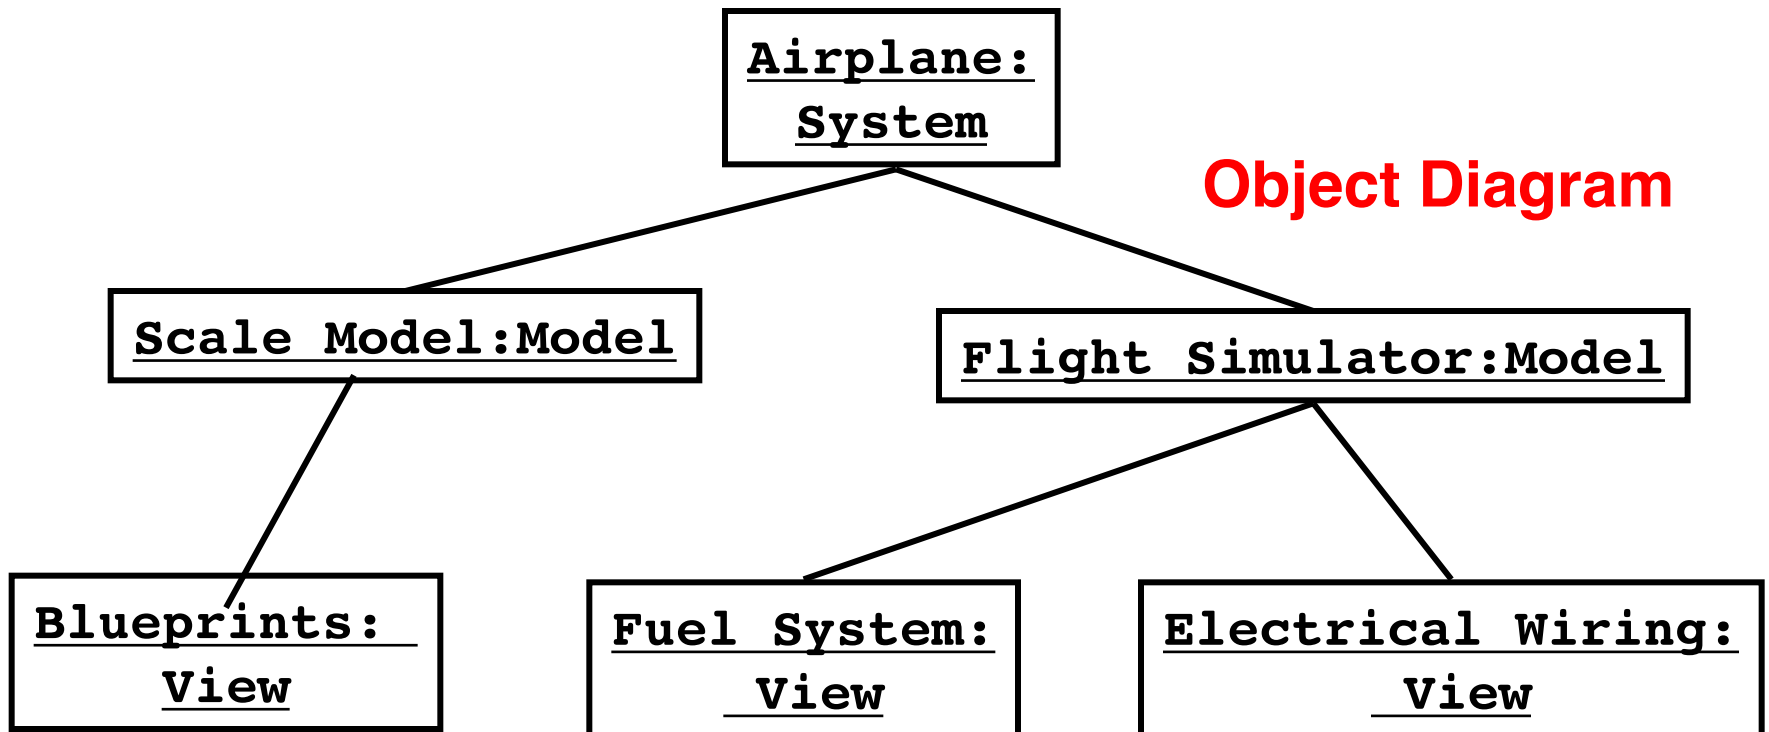 Airplane:
System
Object Diagram
Scale Model:Model
Flight Simulator:Model
Blueprints:
View
Fuel System:
View
Electrical Wiring:
View